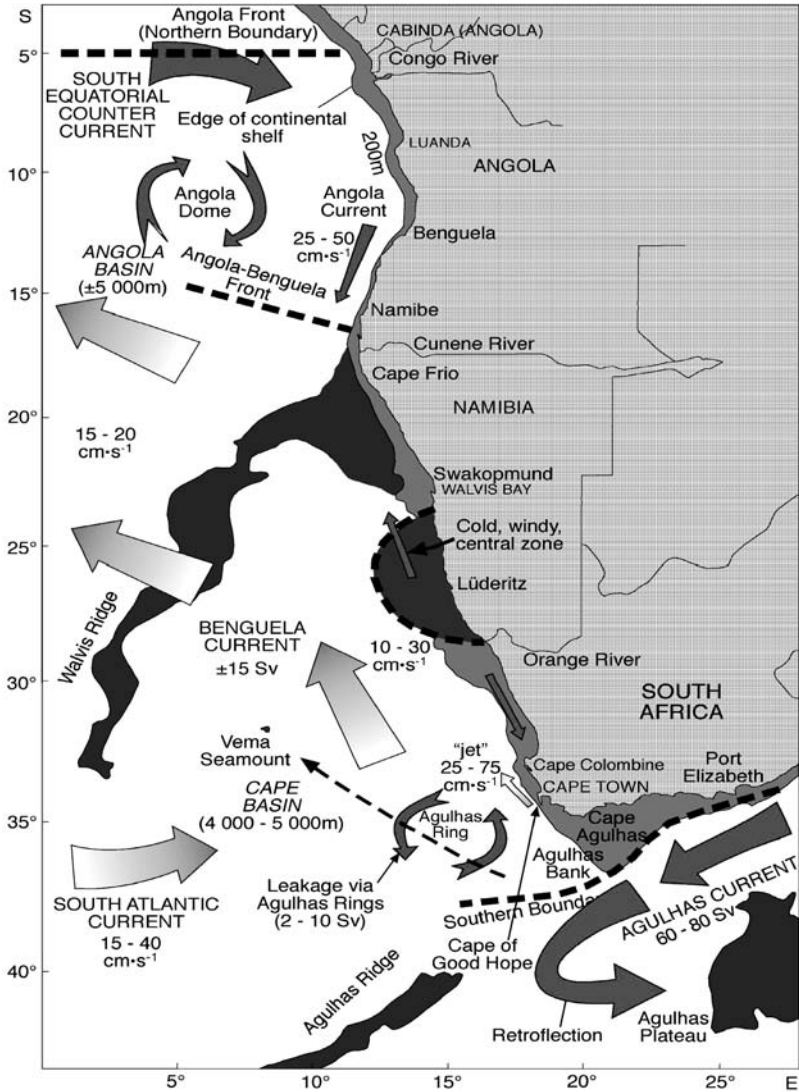 S
Angola Front
(Northern Boundary)
CABINDA (ANGOLA)
Congo River
5°
SOUTH
EQUATORIAL
COUNTER
CURRENT
Edge of continental
shelf
200m
LUANDA
ANGOLA
10°
Angola
Dome
Angola
Current
25 - 50
cm•s⁻¹
Benguela
ANGOLA
BASIN
(±5 000m)
Angola-Benguela
Front
15°
Namibe
Cunene River
Cape Frio
20°
15 - 20
cm•s⁻¹
NAMIBIA
Swakopmund
WALVIS BAY
Cold, windy,
central zone
25°
Lüderitz
Walvis Ridge
BENGUELA
CURRENT
±15 Sv
10 - 30
cm•s⁻¹
Orange River
30°
SOUTH
AFRICA
Vema
Seamount
"jet"
25 - 75
cm•s⁻¹
Cape Colombine
CAPE TOWN
Port
Elizabeth
CAPE
BASIN
(4 000 - 5 000m)
35°
Agulhas
Ring
Cape
Agulhas
Agulhas
Bank
Leakage via
Agulhas Rings
(2 - 10 Sv)
SOUTH ATLANTIC
CURRENT
15 - 40
cm•s⁻¹
Southern Bounda
AGULHAS CURRENT
60 - 80 Sv
Cape of
Good Hope
40°
Agulhas Ridge
Retroflection
Agulhas
Plateau
5°
10°
15°
20°
25°
E